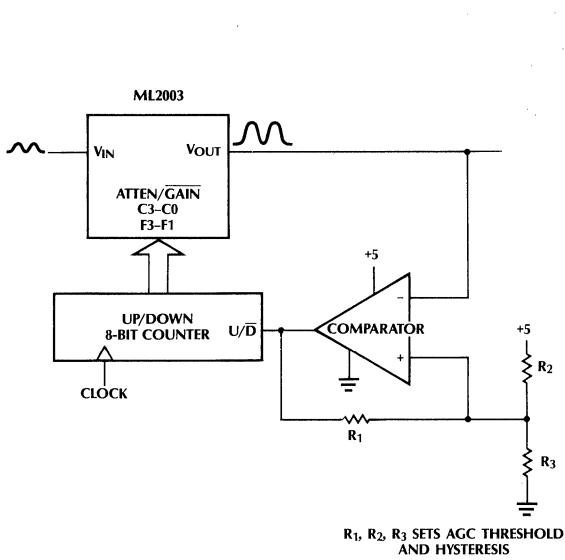 ML2003
VIN
VOUT
ATTEN/GAIN
C3–C0
F3–F1
+5
UP/DOWN
8-BIT COUNTER
U/D
COMPARATOR
–
+
+5
CLOCK
R1
R2
R3
R1, R2, R3 SETS AGC THRESHOLD
AND HYSTERESIS